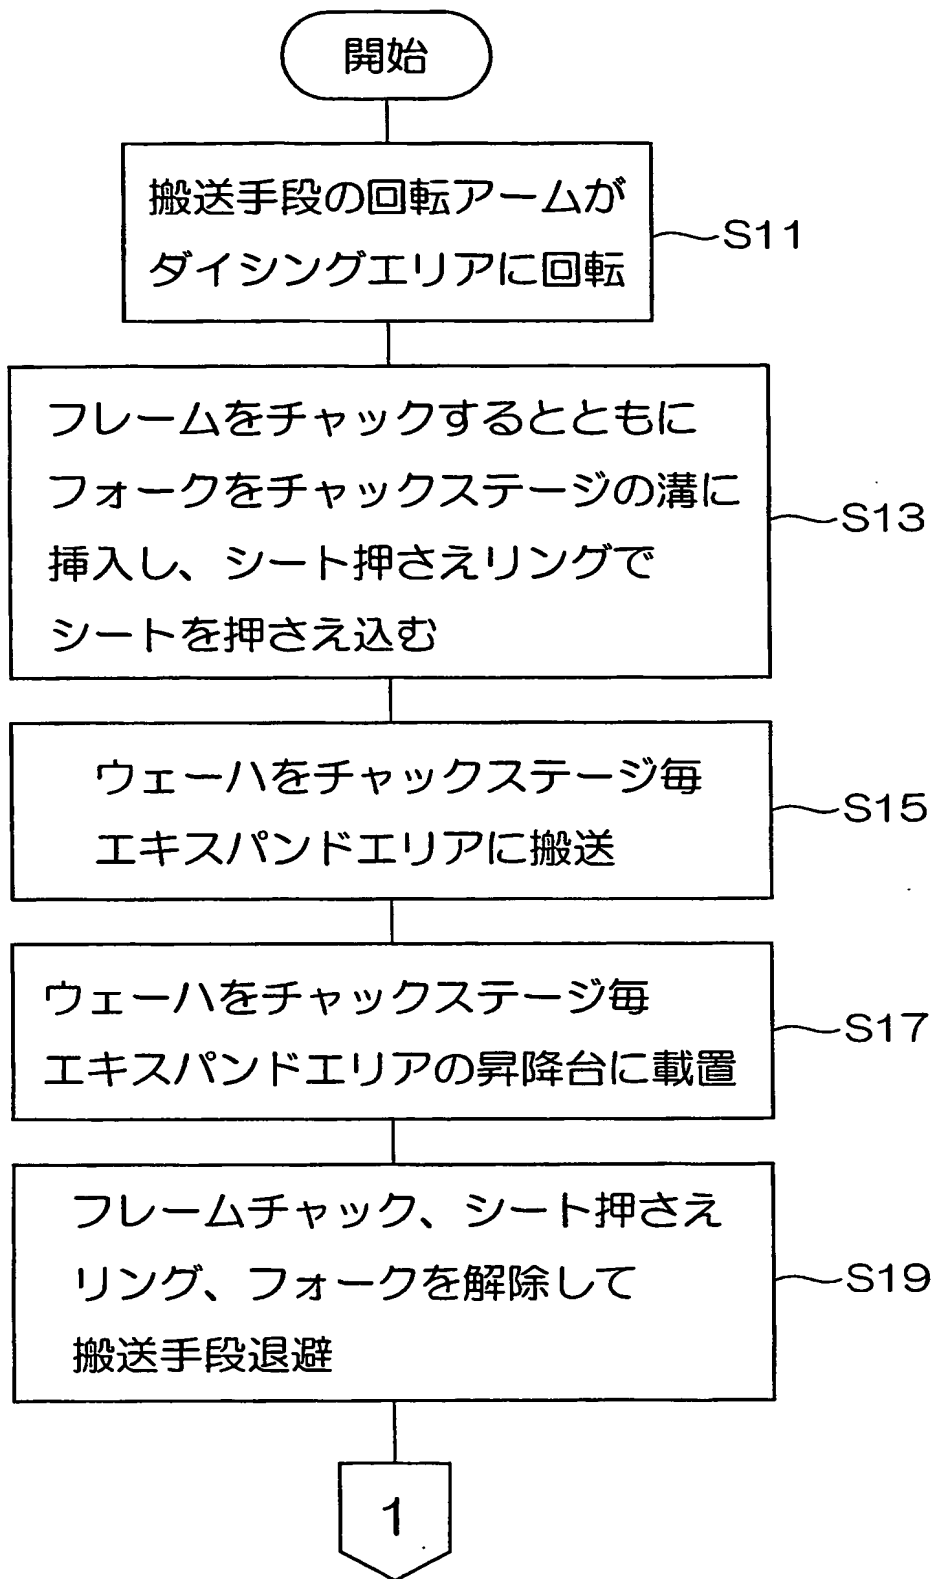 開始
搬送手段の回転アームが
ダイシングエリアに回転
S11
フレームをチャックするとともに
フォークをチャックステージの溝に
挿入し、シート押さえリングで
シートを押さえ込む
S13
ウェーハをチャックステージ毎
エキスパンドエリアに搬送
S15
ウェーハをチャックステージ毎
エキスパンドエリアの昇降台に載置
S17
フレームチャック、シート押さえ
リング、フォークを解除して
搬送手段退避
S19
1